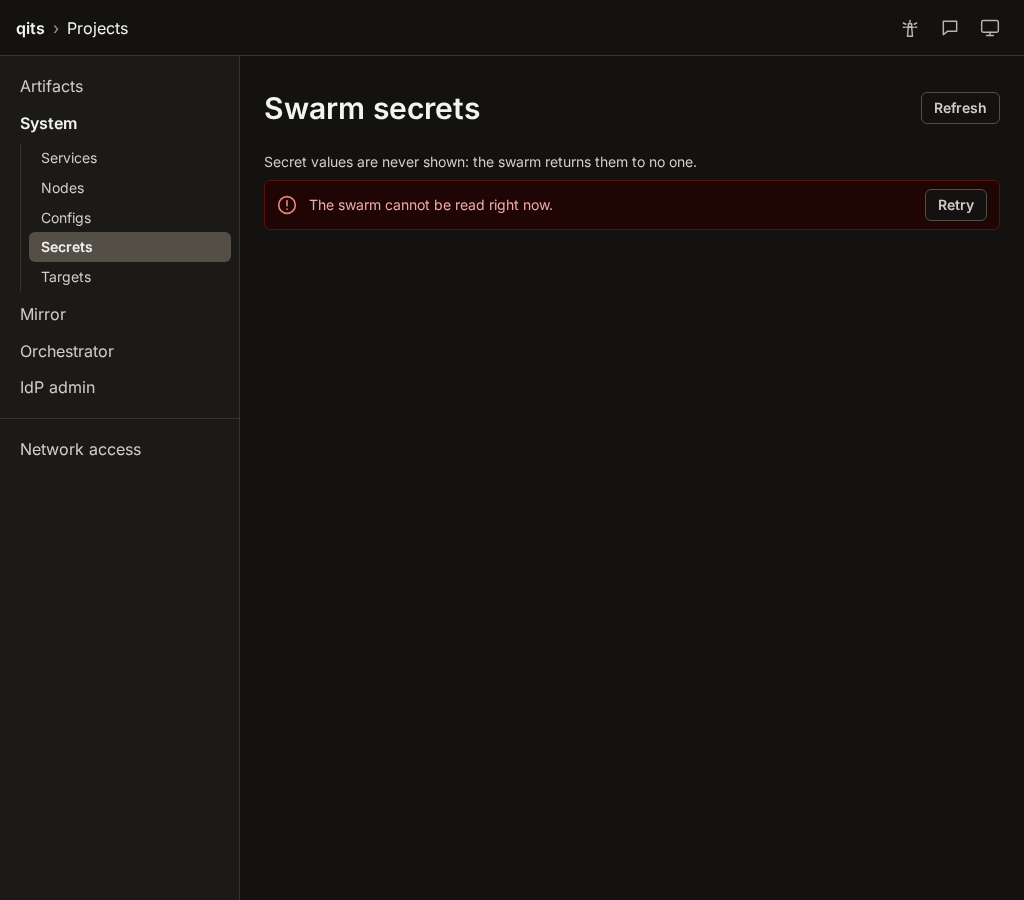 qits › Projects
Artifacts
System
Services
Nodes
Configs
Secrets
Targets
Mirror
Orchestrator
IdP admin
Network access
Swarm secrets
Refresh
Secret values are never shown: the swarm returns them to no one.
The swarm cannot be read right now.
Retry